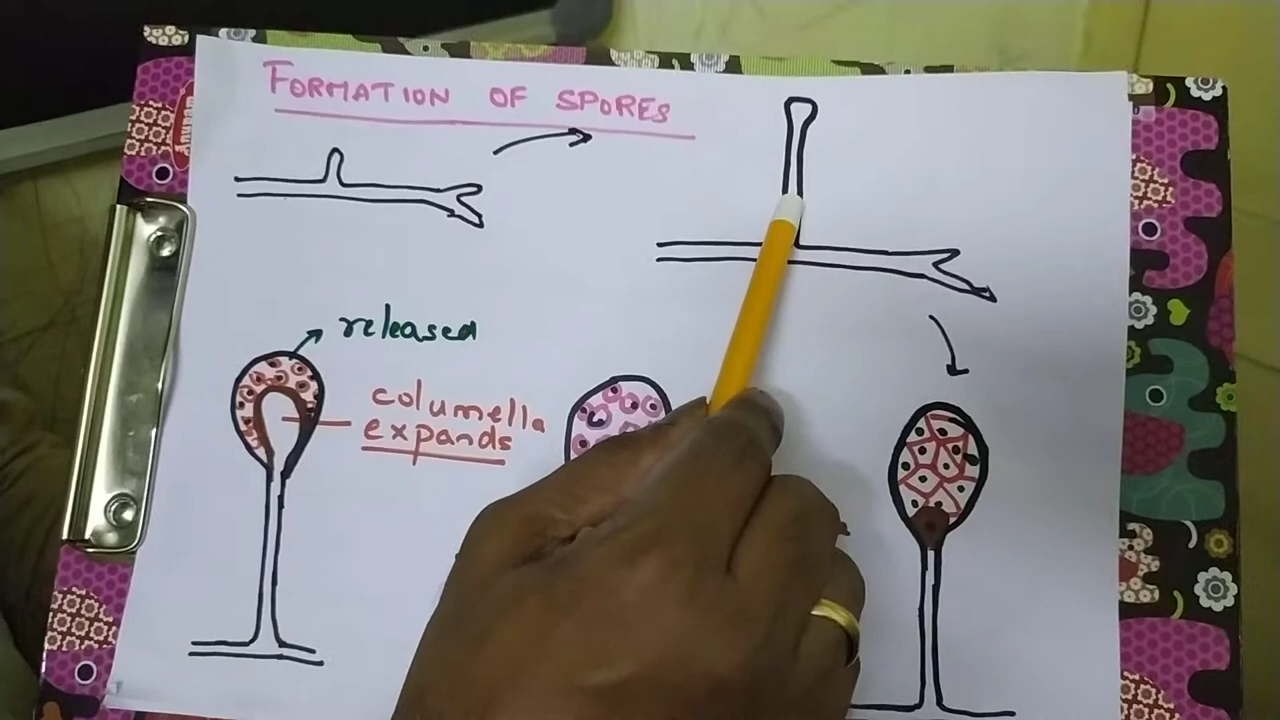 FORMATION OF SPORES
released
columella
expands